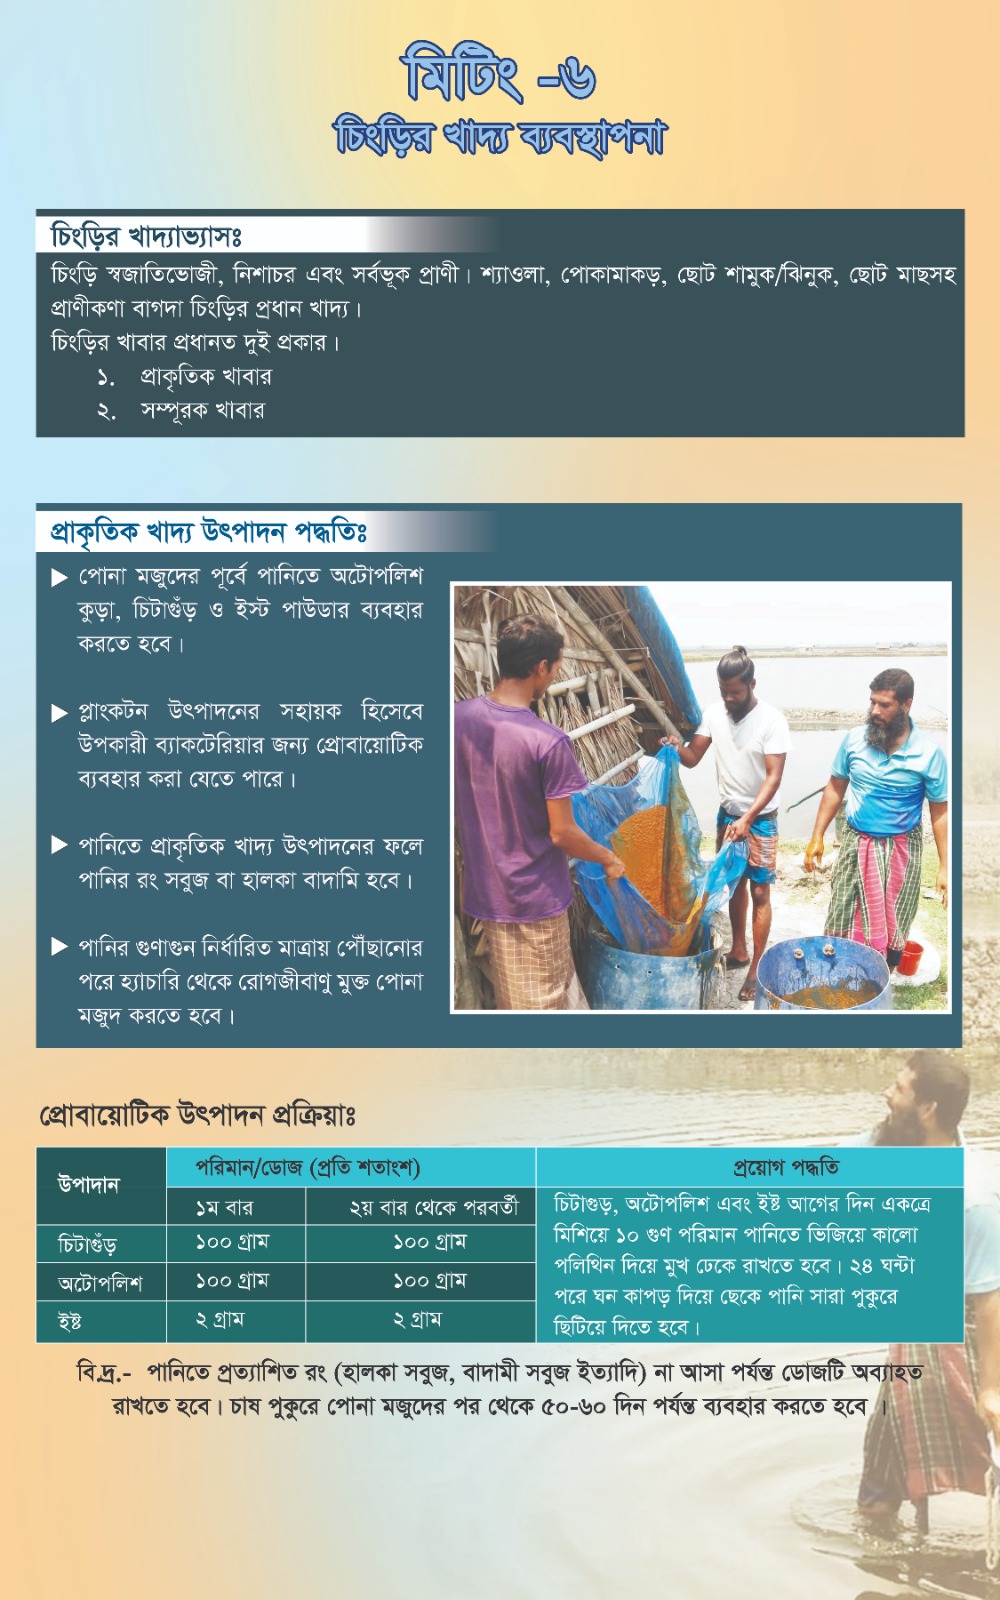 মিটিং -৬
চিংড়ির খাদ্য ব্যবস্থাপনা
চিংড়ির খাদ্যাভ্যাসঃ
চিংড়ি স্বজাতিভোজী, নিশাচর এবং সর্বভূক প্রাণী। শ্যাওলা, পোকামাকড়, ছোট শামুক/ঝিনুক, ছোট মাছসহ
প্রাণীকণা বাগদা চিংড়ির প্রধান খাদ্য।
চিংড়ির খাবার প্রধানত দুই প্রকার।
১. প্রাকৃতিক খাবার
২. সম্পূরক খাবার
প্রাকৃতিক খাদ্য উৎপাদন পদ্ধতিঃ
▶ পোনা মজুদের পূর্বে পানিতে অটোপলিশ
কুড়া, চিটাগুঁড় ও ইস্ট পাউডার ব্যবহার
করতে হবে।
▶ প্লাংকটন উৎপাদনের সহায়ক হিসেবে
উপকারী ব্যাকটেরিয়ার জন্য প্রোবায়োটিক
ব্যবহার করা যেতে পারে।
▶ পানিতে প্রাকৃতিক খাদ্য উৎপাদনের ফলে
পানির রং সবুজ বা হালকা বাদামি হবে।
▶ পানির গুণাগুন নির্ধারিত মাত্রায় পৌঁছানোর
পরে হ্যাচারি থেকে রোগজীবাণু মুক্ত পোনা
মজুদ করতে হবে।
প্রোবায়োটিক উৎপাদন প্রক্রিয়াঃ
উপাদান
পরিমান/ডোজ (প্রতি শতাংশ)
প্রয়োগ পদ্ধতি
১ম বার ২য় বার থেকে পরবর্তী
চিটাগুঁড় ১০০ গ্রাম ১০০ গ্রাম
অটোপলিশ ১০০ গ্রাম ১০০ গ্রাম
ইষ্ট ২ গ্রাম ২ গ্রাম
চিটাগুড়, অটোপলিশ এবং ইষ্ট আগের দিন একত্রে
মিশিয়ে ১০ গুণ পরিমান পানিতে ভিজিয়ে কালো
পলিথিন দিয়ে মুখ ঢেকে রাখতে হবে। ২৪ ঘন্টা
পরে ঘন কাপড় দিয়ে ছেকে পানি সারা পুকুরে
ছিটিয়ে দিতে হবে।
বি.দ্র.- পানিতে প্রত্যাশিত রং (হালকা সবুজ, বাদামী সবুজ ইত্যাদি) না আসা পর্যন্ত ডোজটি অব্যাহত
রাখতে হবে। চাষ পুকুরে পোনা মজুদের পর থেকে ৫০-৬০ দিন পর্যন্ত ব্যবহার করতে হবে ।